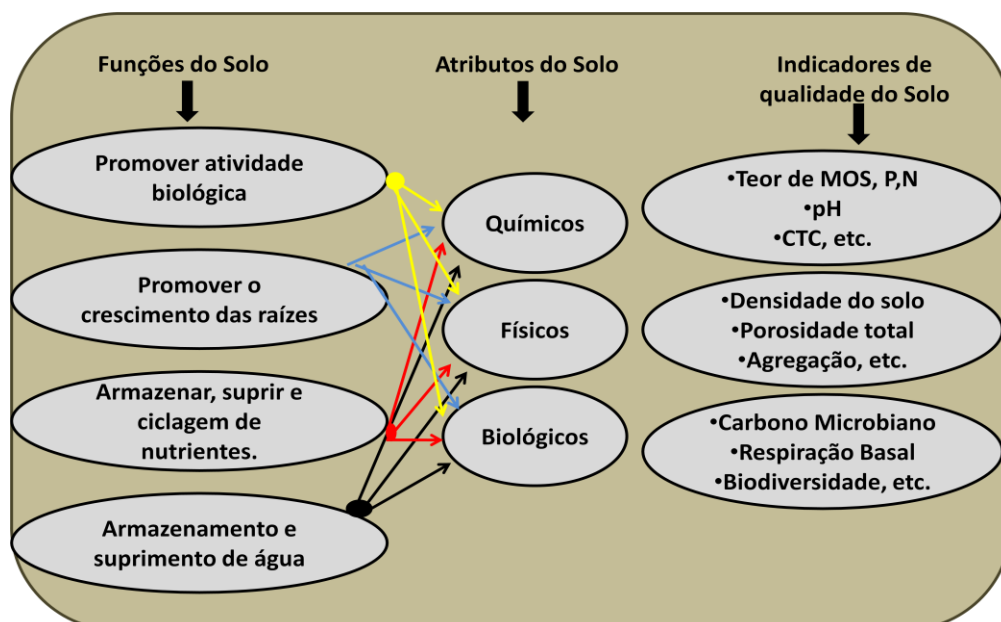 Funções do Solo
Promover atividade
biológica
Promover o
crescimento das raízes
Armazenar, suprir e
ciclagem de
nutrientes.
Armazenamento e
suprimento de água
Atributos do Solo
Químicos
Físicos
Biológicos
Indicadores de
qualidade do Solo
•Teor de MOS, P,N
•pH
•CTC, etc.
•Densidade do solo
•Porosidade total
•Agregação, etc.
•Carbono Microbiano
•Respiração Basal
•Biodiversidade, etc.